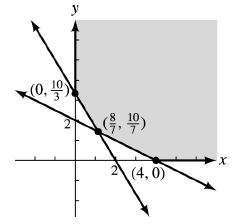 y
(0, 10/3)
(8/7, 10/7)
2
2
(4, 0)
x